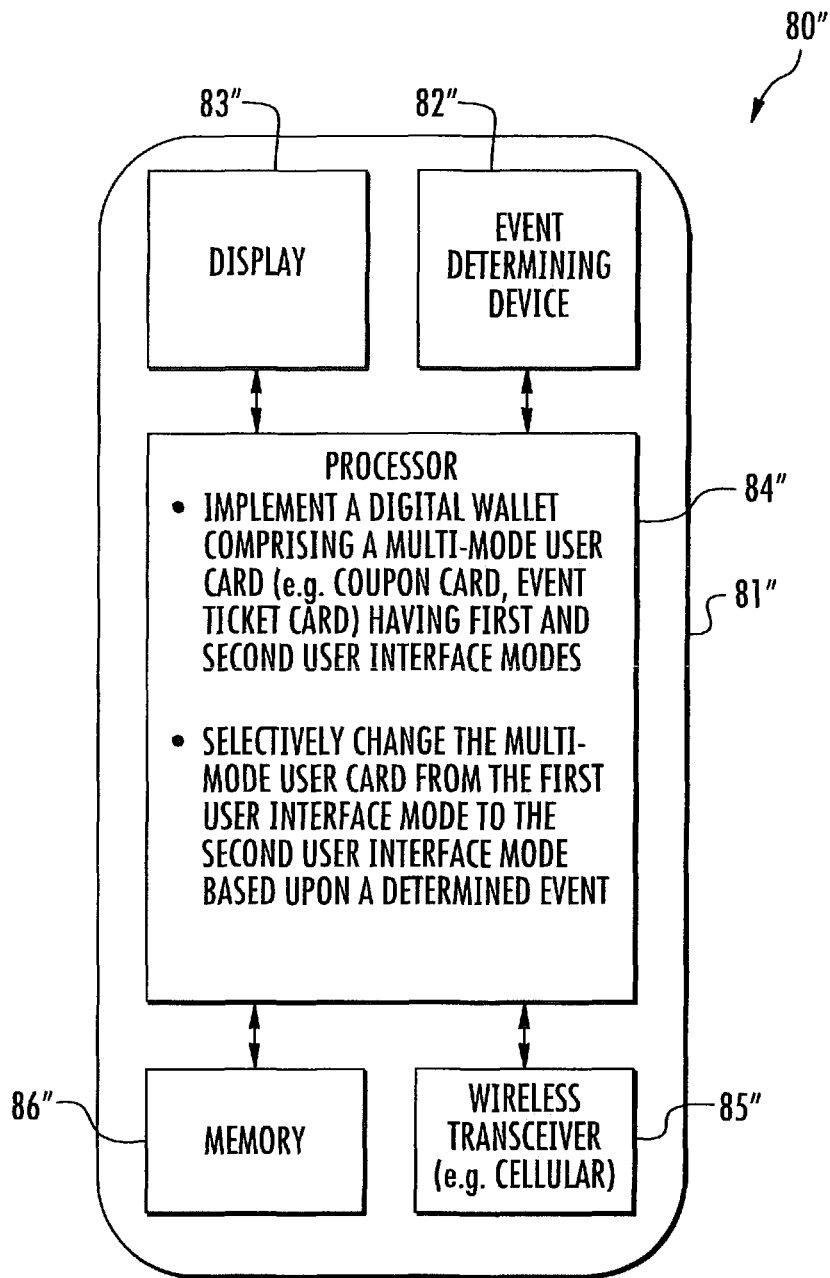 80"
83"
82"
DISPLAY
EVENT
DETERMINING
DEVICE
PROCESSOR
• IMPLEMENT A DIGITAL WALLET
COMPRISING A MULTI-MODE USER
CARD (e.g. COUPON CARD, EVENT
TICKET CARD) HAVING FIRST AND
SECOND USER INTERFACE MODES
• SELECTIVELY CHANGE THE MULTI-
MODE USER CARD FROM THE FIRST
USER INTERFACE MODE TO THE
SECOND USER INTERFACE MODE
BASED UPON A DETERMINED EVENT
84"
81"
86"
MEMORY
WIRELESS
TRANSCEIVER
(e.g. CELLULAR)
85"